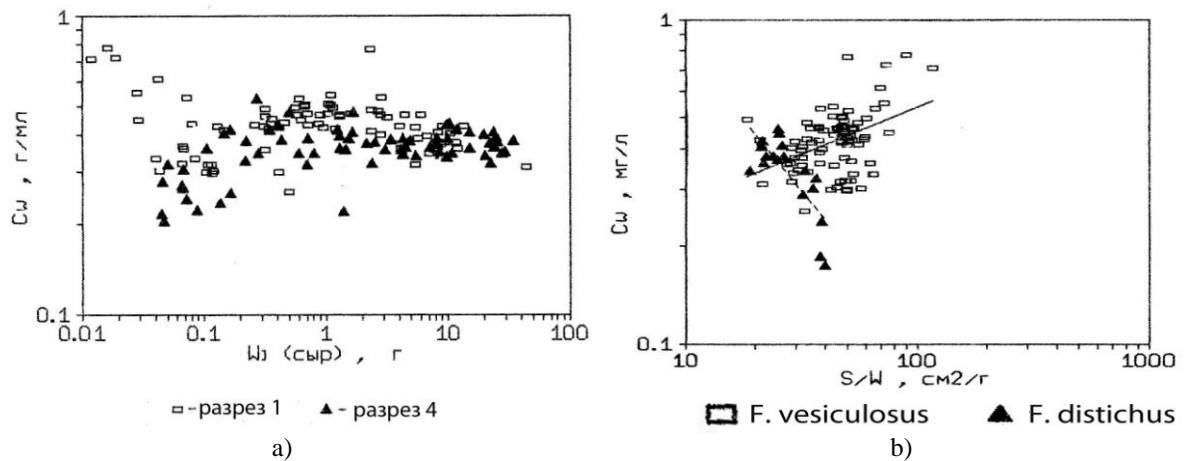 1
Cw , г/мл
0.1
0.01 0.1 1 10 100
Wı (сыр) , г
▭ -разрез 1 ▲ - разрез 4
a)
1
Cw , мг/л
0.1
10 100 1000
S/W , см2/г
▭ F. vesiculosus ▲ F. distichus
b)